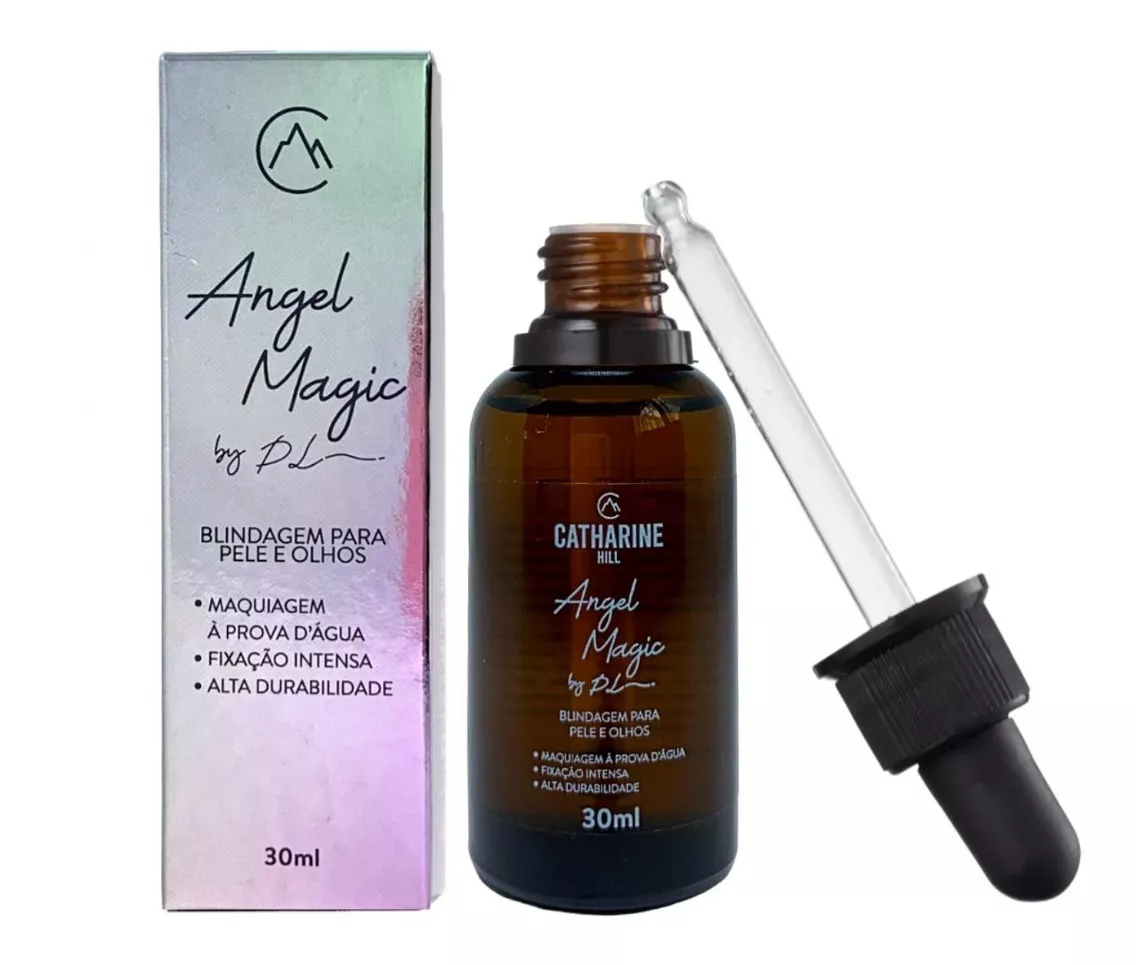 Angel
Magic
by DL
BLINDAGEM PARA
PELE E OLHOS
• MAQUIAGEM
À PROVA D'ÁGUA
• FIXAÇÃO INTENSA
• ALTA DURABILIDADE
30ml
CATHARINE
HILL
Angel
Magic
by DL
BLINDAGEM PARA
PELE E OLHOS
• MAQUIAGEM À PROVA D'ÁGUA
• FIXAÇÃO INTENSA
• ALTA DURABILIDADE
30ml